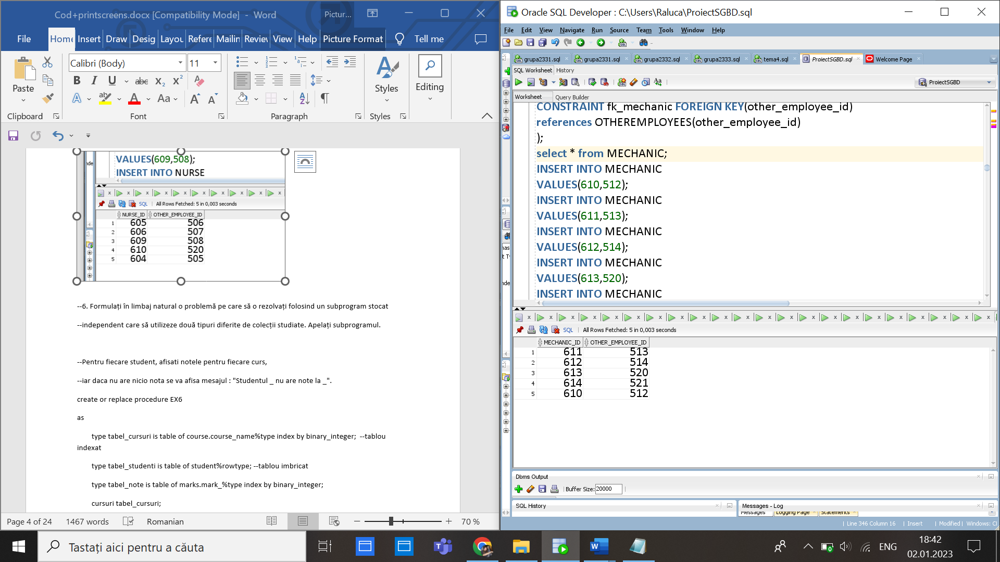 Cod+printscreens.docx [Compatibility Mode] - Word
Pictur...
File Home Insert Draw Desig Layou Refere Mailin Review View Help Picture Format Tell me
Paste
Calibri (Body) 11
B I U abc X2 X2
A A Aa A A
Styles
Editing
Clipboard Font Paragraph Styles
VALUES(609,508);
INSERT INTO NURSE
SQL | All Rows Fetched: 5 in 0,003 seconds
NURSE_ID OTHER_EMPLOYEE_ID
1 605 506
2 606 507
3 609 508
4 610 520
5 604 505
--6. Formulați în limbaj natural o problemă pe care să o rezolvați folosind un subprogram stocat
--independent care să utilizeze două tipuri diferite de colecții studiate. Apelați subprogramul.
--Pentru fiecare student, afisati notele pentru fiecare curs,
--iar daca nu are nicio nota se va afisa mesajul : "Studentul _ nu are note la _".
create or replace procedure EX6
as
type tabel_cursuri is table of course.course_name%type index by binary_integer; --tablou
indexat
type tabel_studenti is table of student%rowtype; --tablou imbricat
type tabel_note is table of marks.mark_%type index by binary_integer;
cursuri tabel_cursuri;
Page 4 of 24 1467 words Romanian 70 %
Oracle SQL Developer : C:\Users\Raluca\ProiectSGBD.sql
File Edit View Navigate Run Source Team Tools Window Help
grupa2331.sql grupa2331.sql grupa2332.sql grupa2333.sql tema4.sql ProiectSGBD.sql Welcome Page
SQL Worksheet History
ProiectSGBD
Worksheet Query Builder
CONSTRAINT fk_mechanic FOREIGN KEY(other_employee_id)
references OTHEREMPLOYEES(other_employee_id)
);
select * from MECHANIC;
INSERT INTO MECHANIC
VALUES(610,512);
INSERT INTO MECHANIC
VALUES(611,513);
INSERT INTO MECHANIC
VALUES(612,514);
INSERT INTO MECHANIC
VALUES(613,520);
INSERT INTO MECHANIC
SQL | All Rows Fetched: 5 in 0,003 seconds
MECHANIC_ID OTHER_EMPLOYEE_ID
1 611 513
2 612 514
3 613 520
4 614 521
5 610 512
Dbms Output
Buffer Size: 20000
SQL History
Messages - Log
Messages Logging Page Statements
Line 346 Column 16 | Insert | Modified | Windows: Cl
Tastați aici pentru a căuta
ENG
18:42
02.01.2023